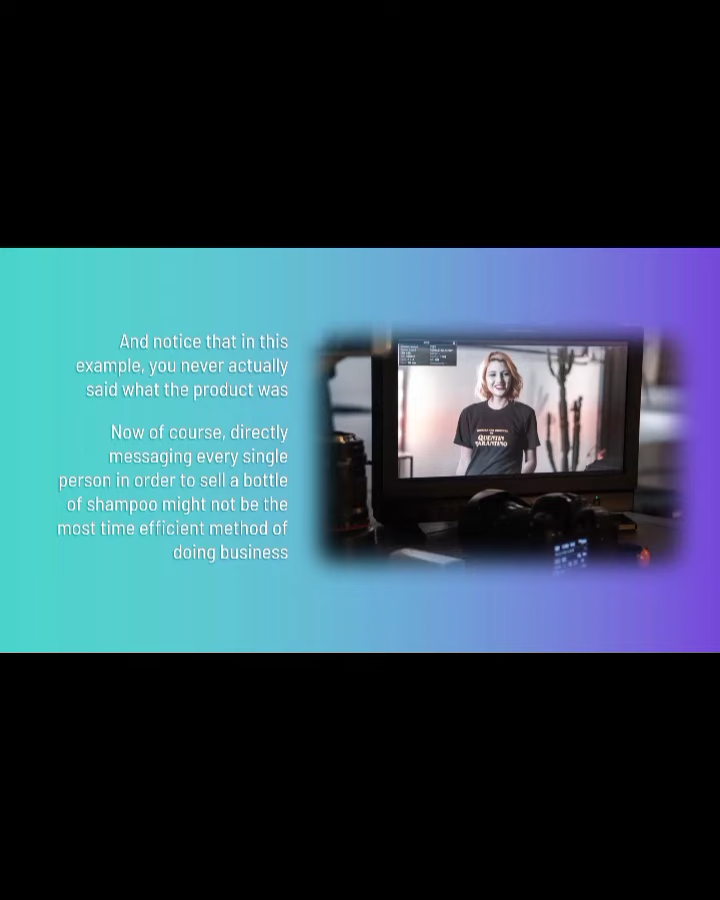 And notice that in this
example, you never actually
said what the product was
Now of course, directly
messaging every single
person in order to sell a bottle
of shampoo might not be the
most time efficient method of
doing business
QUENTIN
TARANTINO